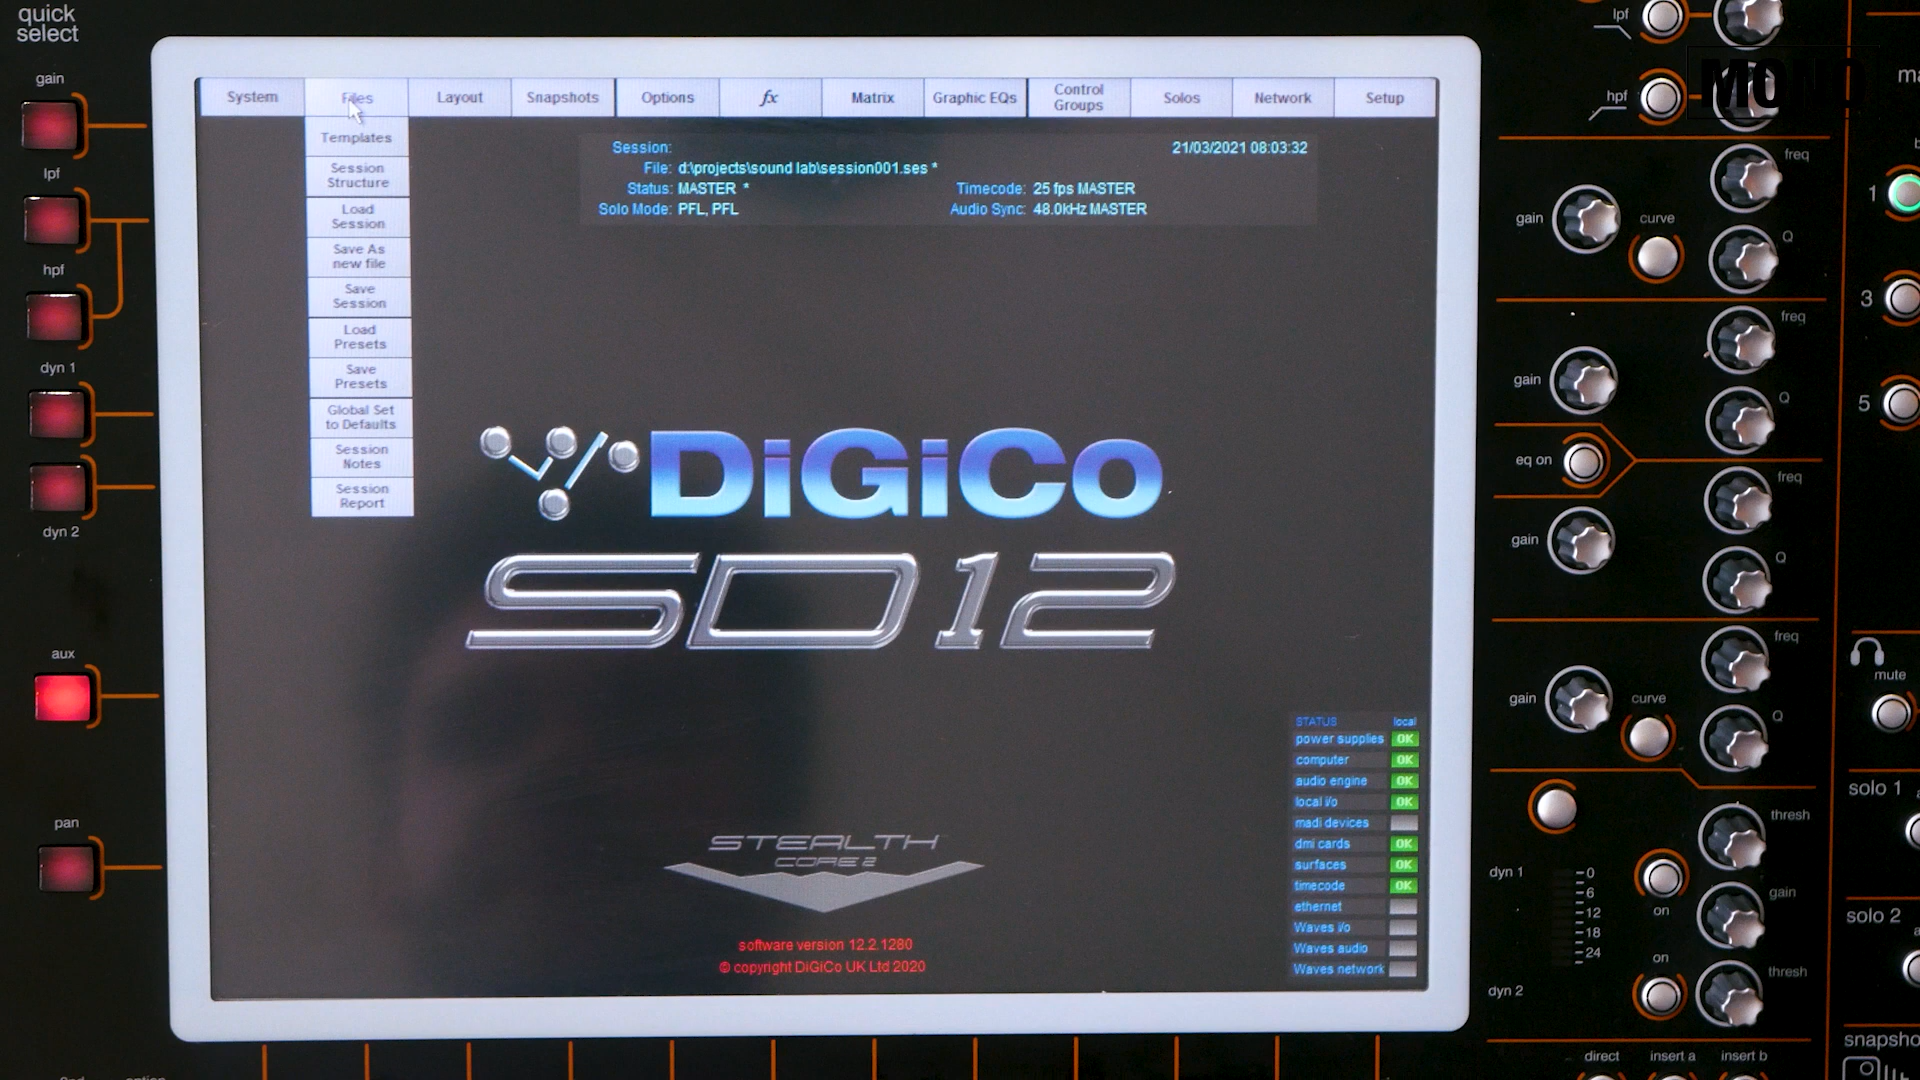 quick
select
gain
lpf
hpf
dyn 1
dyn 2
aux
pan
System
Files
Layout
Snapshots
Options
fx
Matrix
Graphic EQs
Control
Groups
Solos
Network
Setup
Templates
Session
Structure
Load
Session
Save As
new file
Save
Session
Load
Presets
Save
Presets
Global Set
to Defaults
Session
Notes
Session
Report
Session:
21/03/2021 08:03:32
File: d:\projects\sound lab\session001.ses *
Status: MASTER *
Timecode: 25 fps MASTER
Solo Mode: PFL, PFL
Audio Sync: 48.0kHz MASTER
DiGiCo
SD12
STEALTH
CORE 2
software version 12.2.1280
© copyright DiGiCo UK Ltd 2020
STATUS local
power supplies OK
computer OK
audio engine OK
local i/o OK
madi devices
dmi cards OK
surfaces OK
timecode OK
ethernet
Waves i/o
Waves audio
Waves network
lpf
hpf
MONO
freq
gain
curve
Q
freq
gain
Q
eq on
freq
gain
Q
freq
gain
curve
Q
thresh
dyn 1
0
6
12
18
24
on
gain
on
thresh
dyn 2
direct
insert a
insert b
1
3
5
mute
solo 1
solo 2